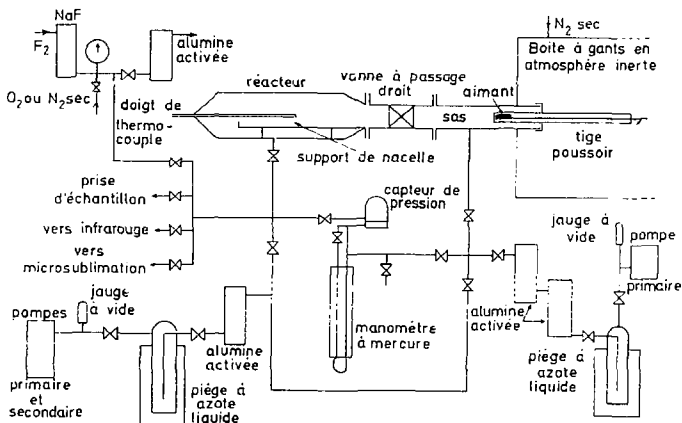 NaF
F2
alumine
activée
O2 ou N2 sec
doigt de
thermo-
couple
réacteur
vanne à passage
droit
support de nacelle
sas
aimant
N2 sec
Boite à gants en
atmosphère inerte
tige
poussoir
prise
d'échantillon
vers infrarouge
vers
microsublimation
capteur de
pression
manomètre
à mercure
jauge à
vide
pompe
primaire
alumine
activée
piège à
azote
liquide
pompes
jauge
à vide
primaire
et
secondaire
piège à
azote
liquide
alumine
activée